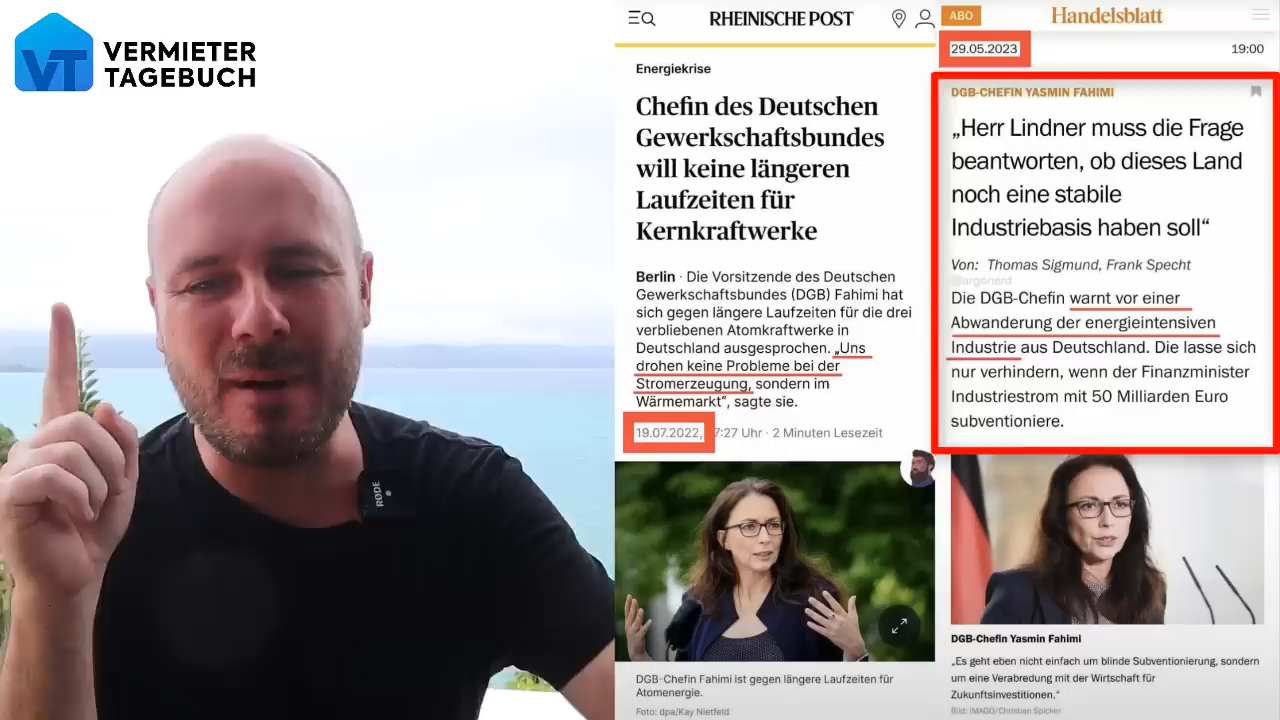 VERMIETER
TAGEBUCH
VT
RØDE
RHEINISCHE POST
Energiekrise
Chefin des Deutschen
Gewerkschaftsbundes
will keine längeren
Laufzeiten für
Kernkraftwerke
Berlin · Die Vorsitzende des Deutschen
Gewerkschaftsbundes (DGB) Fahimi hat
sich gegen längere Laufzeiten für die drei
verbliebenen Atomkraftwerke in
Deutschland ausgesprochen. „Uns
drohen keine Probleme bei der
Stromerzeugung, sondern im
Wärmemarkt“, sagte sie.
19.07.2022, 7:27 Uhr · 2 Minuten Lesezeit
DGB-Chefin Fahimi ist gegen längere Laufzeiten für
Atomenergie.
Foto: dpa/Kay Nietfeld
ABO
Handelsblatt
29.05.2023
19:00
DGB-CHEFIN YASMIN FAHIMI
„Herr Lindner muss die Frage
beantworten, ob dieses Land
noch eine stabile
Industriebasis haben soll“
Von: Thomas Sigmund, Frank Specht
@argonerd
Die DGB-Chefin warnt vor einer
Abwanderung der energieintensiven
Industrie aus Deutschland. Die lasse sich
nur verhindern, wenn der Finanzminister
Industriestrom mit 50 Milliarden Euro
subventioniere.
DGB-Chefin Yasmin Fahimi
„Es geht eben nicht einfach um blinde Subventionierung, sondern
um eine Verabredung mit der Wirtschaft für
Zukunftsinvestitionen.“
Bild: IMAGO/Christian Spicker